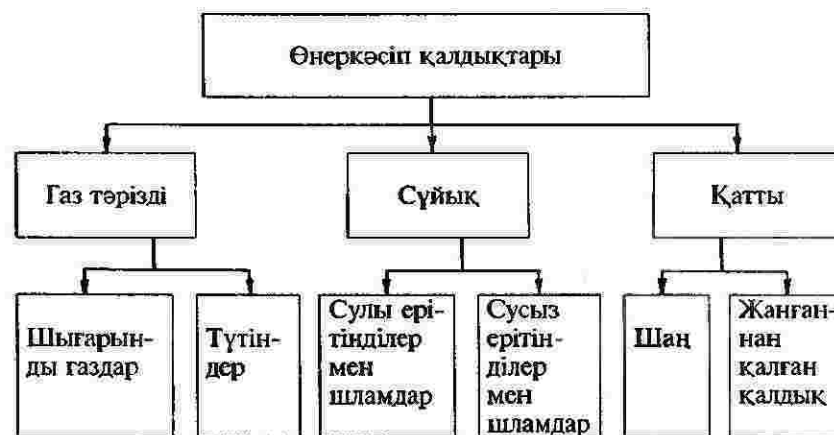 Өнеркәсіп қалдықтары
Газ тәрізді
Сұйық
Қатты
Шығарын-
ды газдар
Түтін-
дер
Сулы ері-
тінділер
мен
шламдар
Сусыз
ерітін-
ділер
мен
шламдар
Шаң
Жанған-
нан
қалған
қалдық